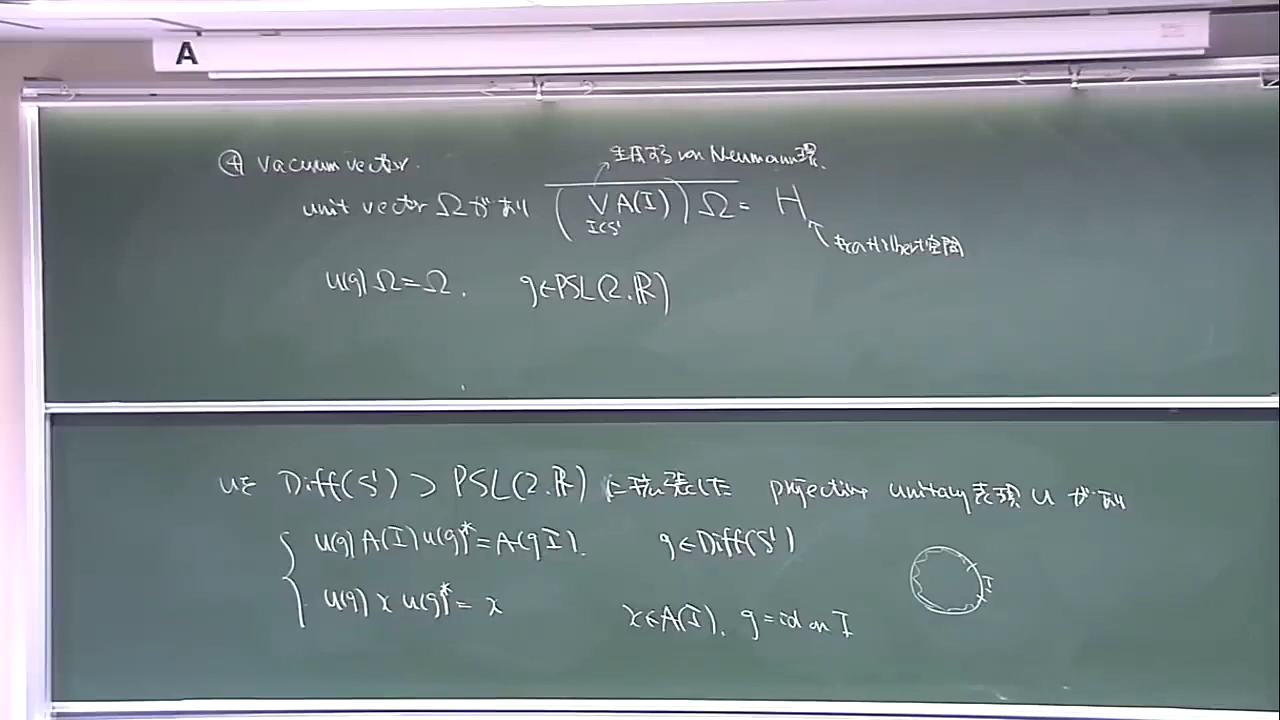 A
④ vacuum vector.
生成する von Neumann環.
unit vector Ω があり ( ∨ A(I) ) Ω = H
I⊂S¹
もとのHilbert空間
u(g) Ω = Ω. g∈PSL(2.ℝ)
uを Diff(S¹) > PSL(2.ℝ) に拡張した projective unitary表現 u があり
{ u(g) A(I) u(g)* = A(gI). g∈Diff(S¹)
u(g) x u(g)* = x x∈A(I). g=id on I
I